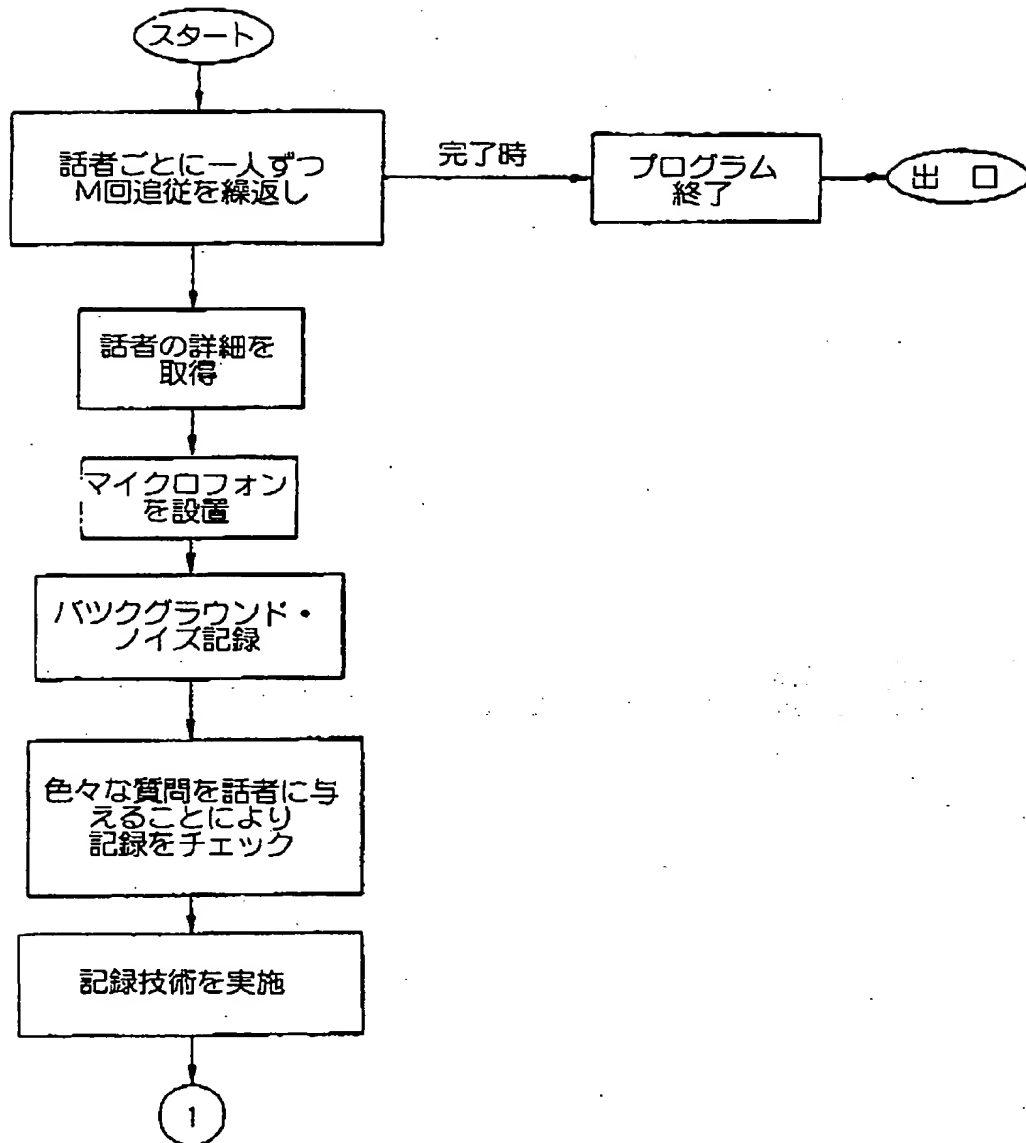 スタート
話者ごとに一人ずつ
M回追従を繰返し
完了時
プログラム
終了
出 口
話者の詳細を
取得
マイクロフォン
を設置
バツクグラウンド・
ノイズ記録
色々な質問を話者に与
えることにより
記録をチェック
記録技術を実施
1